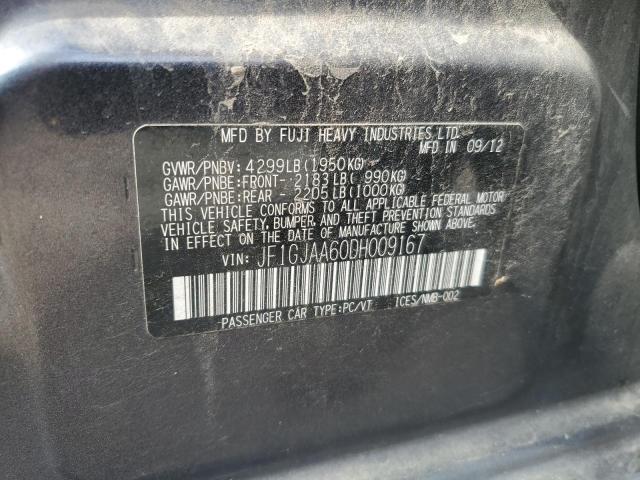 MFD BY FUJI HEAVY INDUSTRIES LTD.
MFD IN 09/12
GVWR/PNBV: 4299LB(1950KG)
GAWR/PNBE:FRONT- 2183LB( 990KG)
GAWR/PNBE:REAR - 2205LB(1000KG)
THIS VEHICLE CONFORMS TO ALL APPLICABLE FEDERAL MOTOR
VEHICLE SAFETY, BUMPER, AND THEFT PREVENTION STANDARDS
IN EFFECT ON THE DATE OF MANUFACTURE SHOWN ABOVE.
VIN: JF1GJAA60DH009167
PASSENGER CAR TYPE:PC/VT ICES/NMB-002